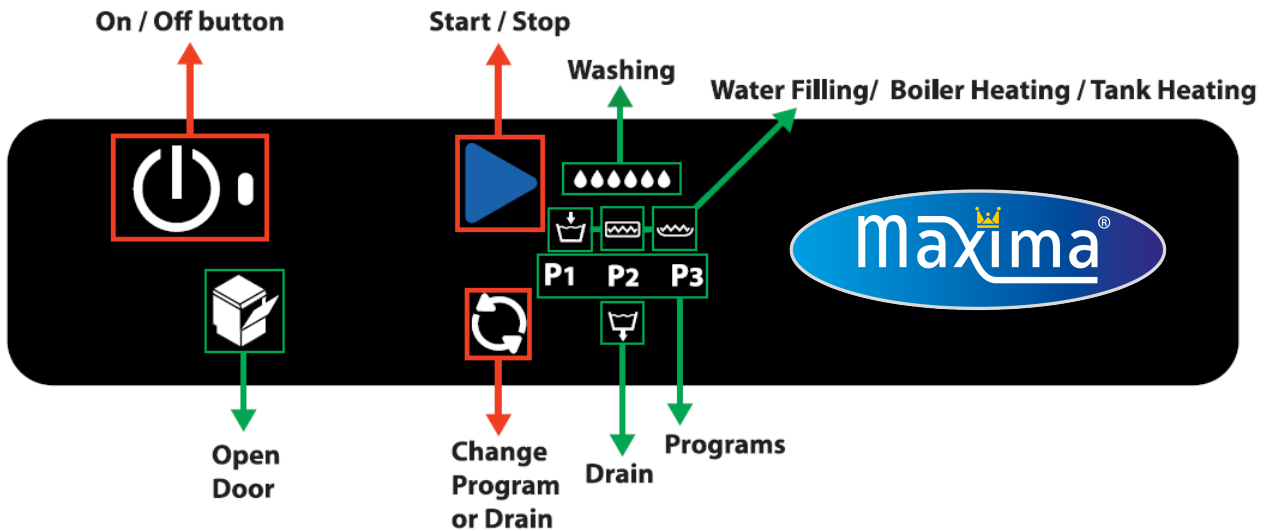 On / Off button
Start / Stop
Washing
Water Filling/ Boiler Heating / Tank Heating
maxima®
P1 P2 P3
Open
Door
Change
Program
or Drain
Drain
Programs